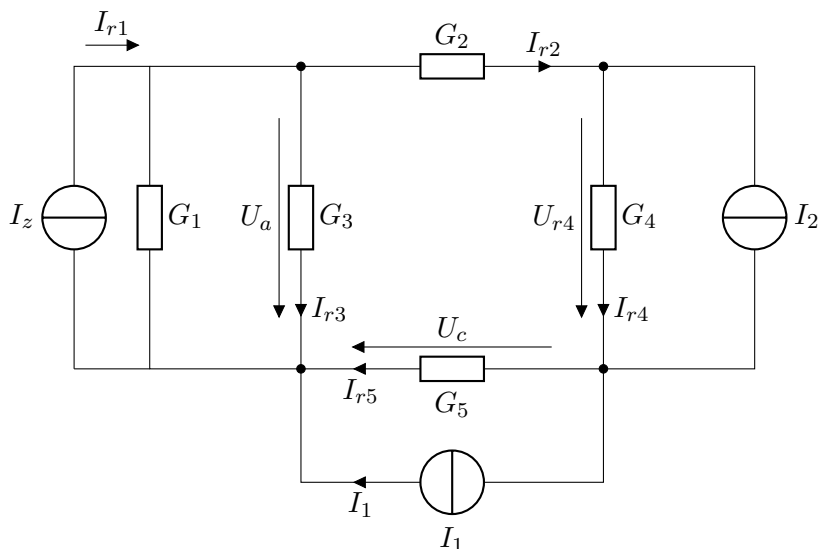 I_{r1}
G_2
I_{r2}
I_z
G_1
U_a
G_3
U_{r4}
G_4
I_2
I_{r3}
U_c
I_{r4}
I_{r5}
G_5
I_1
I_1